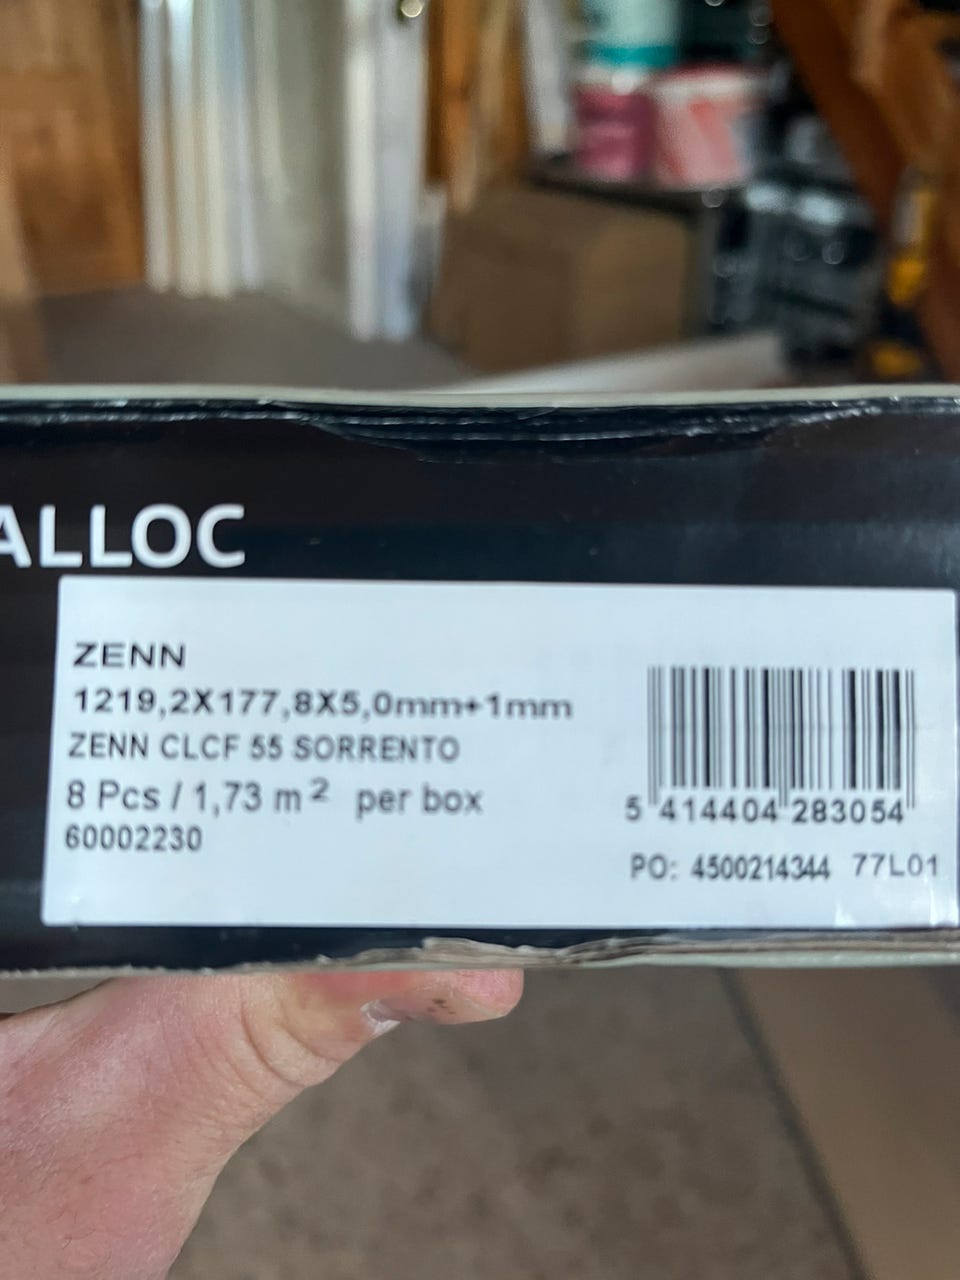 ALLOC
ZENN
1219,2X177,8X5,0mm+1mm
ZENN CLCF 55 SORRENTO
8 Pcs / 1,73 m² per box
60002230
5 414404 283054
PO: 4500214344 77L01